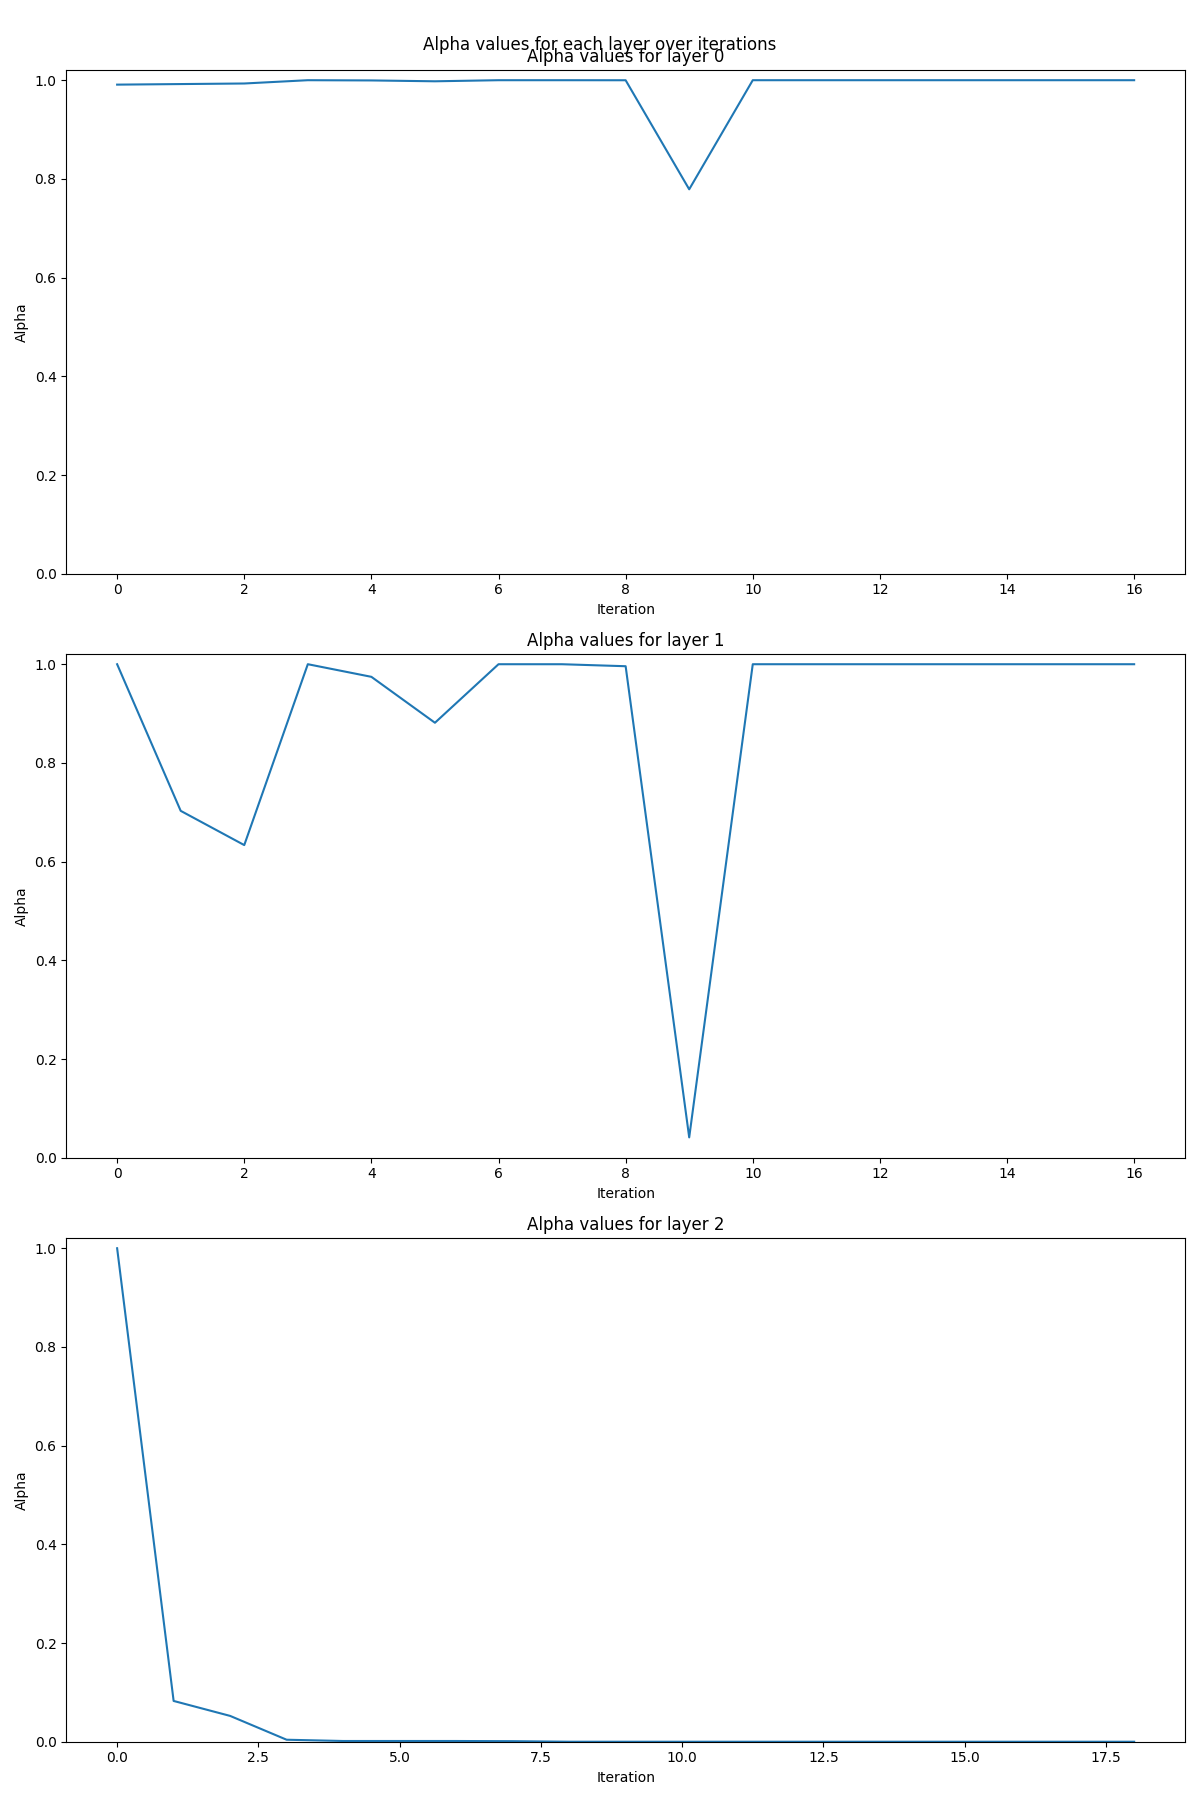 Alpha values for each layer over iterations
Alpha values for layer 0
1.0
0.8
0.6
0.4
0.2
0.0
Alpha
0 2 4 6 8 10 12 14 16
Iteration
Alpha values for layer 1
1.0
0.8
0.6
0.4
0.2
0.0
Alpha
0 2 4 6 8 10 12 14 16
Iteration
Alpha values for layer 2
1.0
0.8
0.6
0.4
0.2
0.0
Alpha
0.0 2.5 5.0 7.5 10.0 12.5 15.0 17.5
Iteration